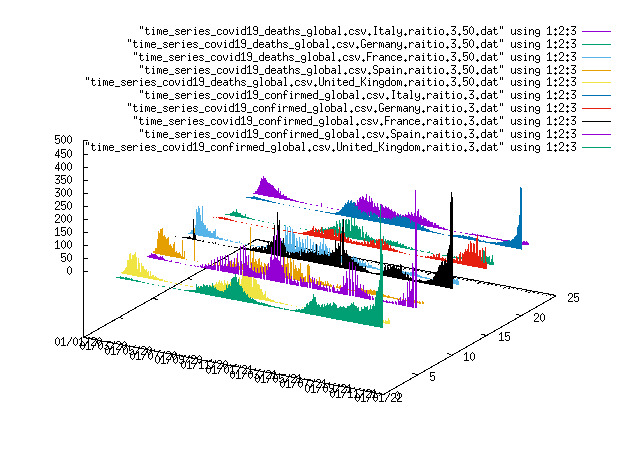 "time_series_covid19_deaths_global.csv.Italy.raitio.3.50.dat" using 1:2:3
"time_series_covid19_deaths_global.csv.Germany.raitio.3.50.dat" using 1:2:3
"time_series_covid19_deaths_global.csv.France.raitio.3.50.dat" using 1:2:3
"time_series_covid19_deaths_global.csv.Spain.raitio.3.50.dat" using 1:2:3
"time_series_covid19_deaths_global.csv.United_Kingdom.raitio.3.50.dat" using 1:2:3
"time_series_covid19_confirmed_global.csv.Italy.raitio.3.dat" using 1:2:3
"time_series_covid19_confirmed_global.csv.Germany.raitio.3.dat" using 1:2:3
"time_series_covid19_confirmed_global.csv.France.raitio.3.dat" using 1:2:3
"time_series_covid19_confirmed_global.csv.Spain.raitio.3.dat" using 1:2:3
"time_series_covid19_confirmed_global.csv.United_Kingdom.raitio.3.dat" using 1:2:3
500
450
400
350
300
250
200
150
100
50
0
25
20
15
10
5
0
01/01/20
01/01/22